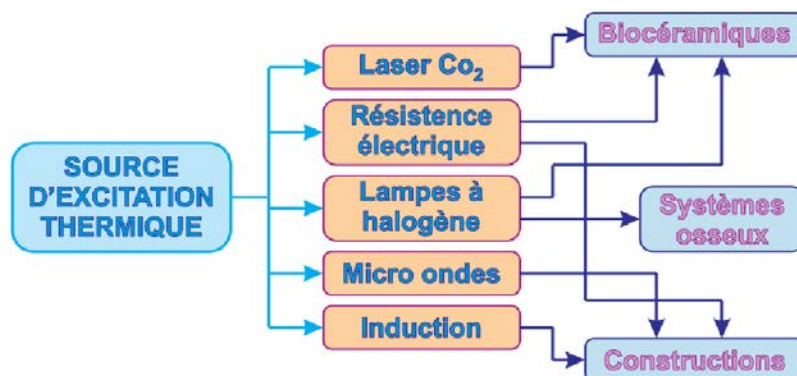 SOURCE
D'EXCITATION
THERMIQUE
Laser Co₂
Résistence
électrique
Lampes à
halogène
Micro ondes
Induction
Biocéramiques
Systèmes
osseux
Constructions